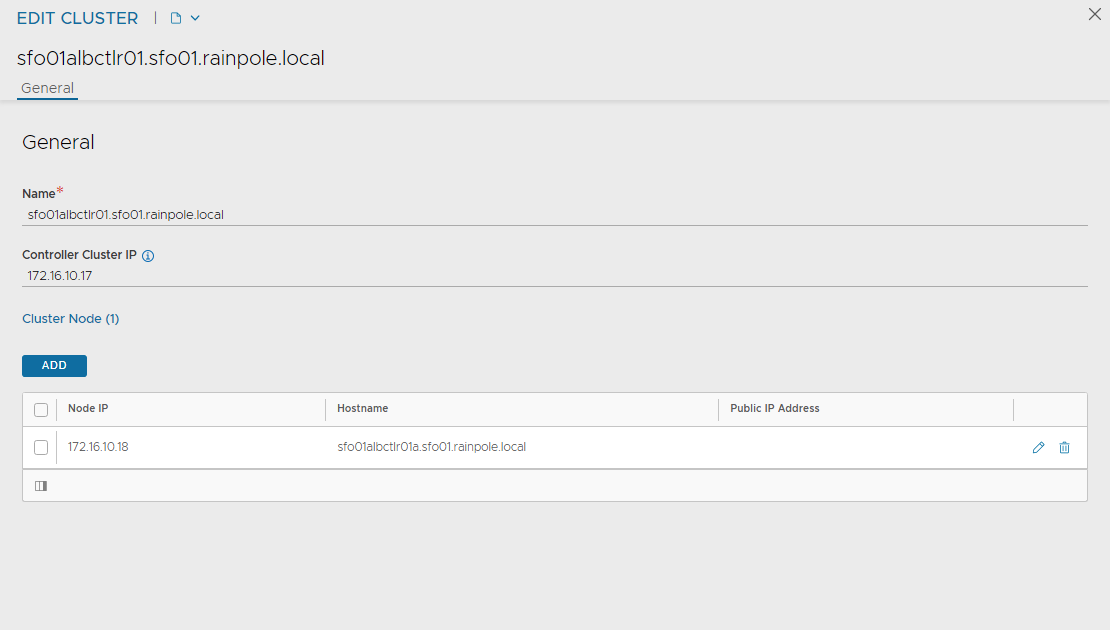 EDIT CLUSTER
sfo01albctlr01.sfo01.rainpole.local
General
General
Name*
sfo01albctlr01.sfo01.rainpole.local
Controller Cluster IP
172.16.10.17
Cluster Node (1)
ADD
Node IP Hostname Public IP Address
172.16.10.18 sfo01albctlr01a.sfo01.rainpole.local